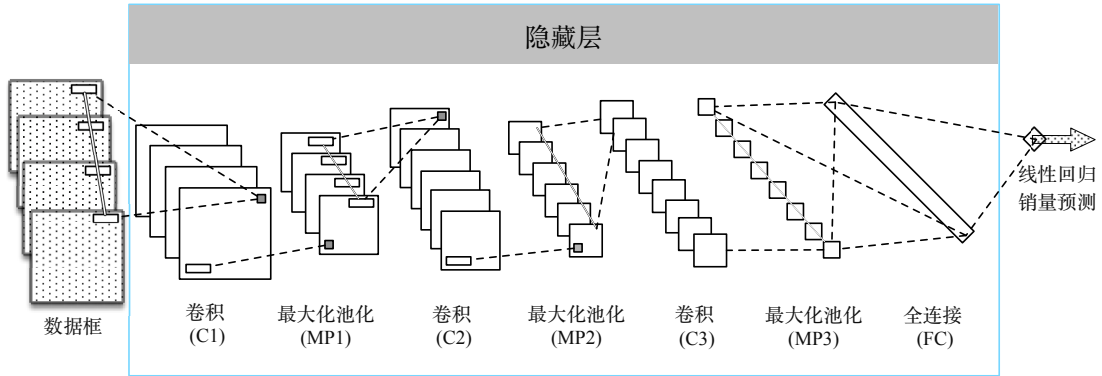 隐藏层
数据框
卷积
(C1)
最大化池化
(MP1)
卷积
(C2)
最大化池化
(MP2)
卷积
(C3)
最大化池化
(MP3)
全连接
(FC)
线性回归
销量预测